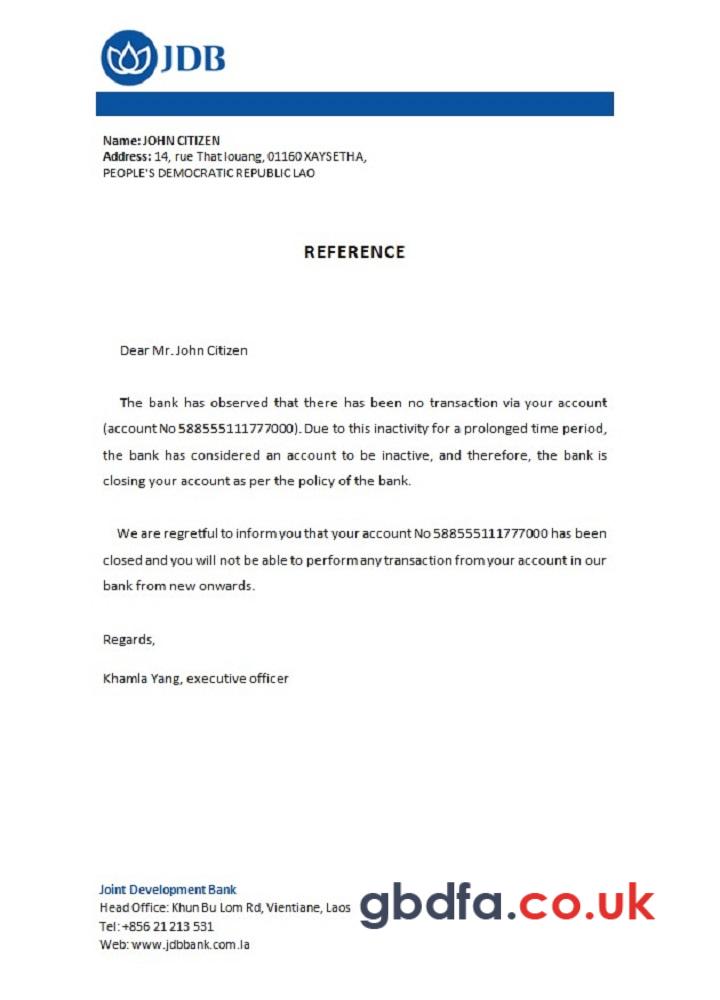 JDB
Name: JOHN CITIZEN
Address: 14, rue That louang, 01160 XAYSETHA,
PEOPLE'S DEMOCRATIC REPUBLIC LAO
REFERENCE
Dear Mr. John Citizen
The bank has observed that there has been no transaction via your account
(account No 588555111777000). Due to this inactivity for a prolonged time period,
the bank has considered an account to be inactive, and therefore, the bank is
closing your account as per the policy of the bank.
We are regretful to inform you that your account No 588555111777000 has been
closed and you will not be able to perform any transaction from your account in our
bank from new onwards.
Regards,
Khamla Yang, executive officer
Joint Development Bank
Head Office: Khun Bu Lom Rd, Vientiane, Laos
Tel: +856 21 213 531
Web: www.jdbbank.com.la
gbdfa.co.uk